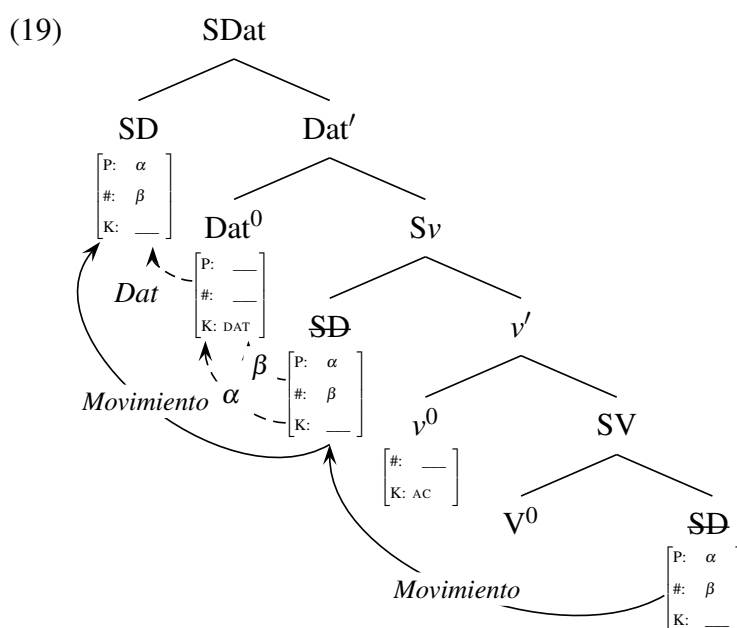 (19)
SDat
SD
Dat′
P: α
#: β
K: __
Dat⁰
Sv
P: __
#: __
K: DAT
Dat
SD
v′
P: α
#: β
K: __
β
α
Movimiento
v⁰
SV
#: __
K: AC
V⁰
SD
P: α
#: β
K: __
Movimiento